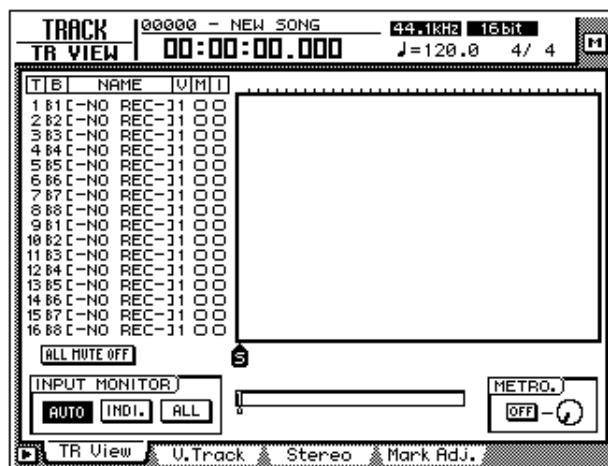 TRACK
TR VIEW
00000 - NEW SONG
00:00:00.000
44.1kHz 16bit
♩=120.0 4/ 4
M
T B NAME V M I
1 B1[-NO REC-]1
2 B2[-NO REC-]1
3 B3[-NO REC-]1
4 B4[-NO REC-]1
5 B5[-NO REC-]1
6 B6[-NO REC-]1
7 B7[-NO REC-]1
8 B8[-NO REC-]1
9 B1[-NO REC-]1
10 B2[-NO REC-]1
11 B3[-NO REC-]1
12 B4[-NO REC-]1
13 B5[-NO REC-]1
14 B6[-NO REC-]1
15 B7[-NO REC-]1
16 B8[-NO REC-]1
ALL MUTE OFF
S
INPUT MONITOR
AUTO INDI. ALL
METRO.
OFF
TR View V.Track Stereo Mark Adj.